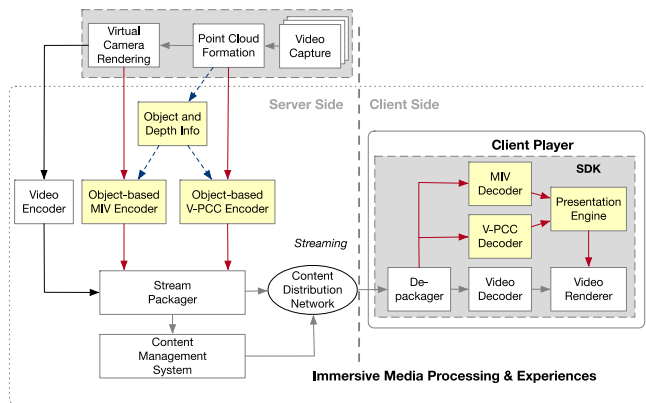 Virtual
Camera
Rendering
Point Cloud
Formation
Video
Capture
Server Side
Client Side
Object and
Depth Info
Client Player
SDK
Video
Encoder
Object-based
MIV Encoder
Object-based
V-PCC Encoder
MIV
Decoder
V-PCC
Decoder
Presentation
Engine
Streaming
Stream
Packager
Content
Distribution
Network
De-
packager
Video
Decoder
Video
Renderer
Content
Management
System
Immersive Media Processing & Experiences